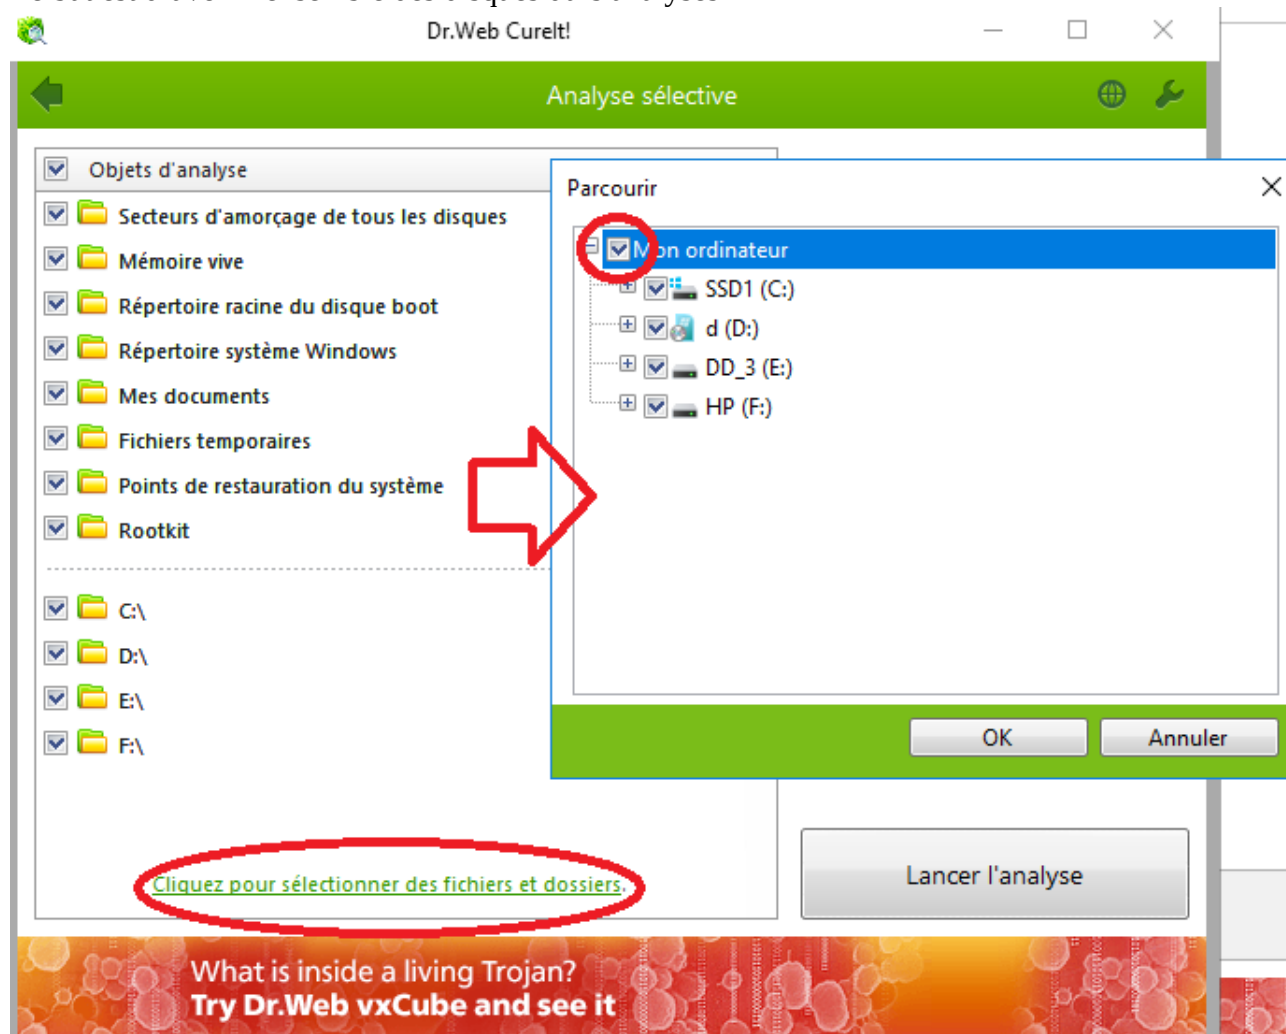 Dr.Web CureIt!
Analyse sélective
Objets d'analyse
Secteurs d'amorçage de tous les disques
Mémoire vive
Répertoire racine du disque boot
Répertoire système Windows
Mes documents
Fichiers temporaires
Points de restauration du système
Rootkit
C:\
D:\
E:\
F:\
Cliquez pour sélectionner des fichiers et dossiers.
Parcourir
Mon ordinateur
SSD1 (C:)
d (D:)
DD_3 (E:)
HP (F:)
OK
Annuler
Lancer l'analyse
What is inside a living Trojan?
Try Dr.Web vxCube and see it